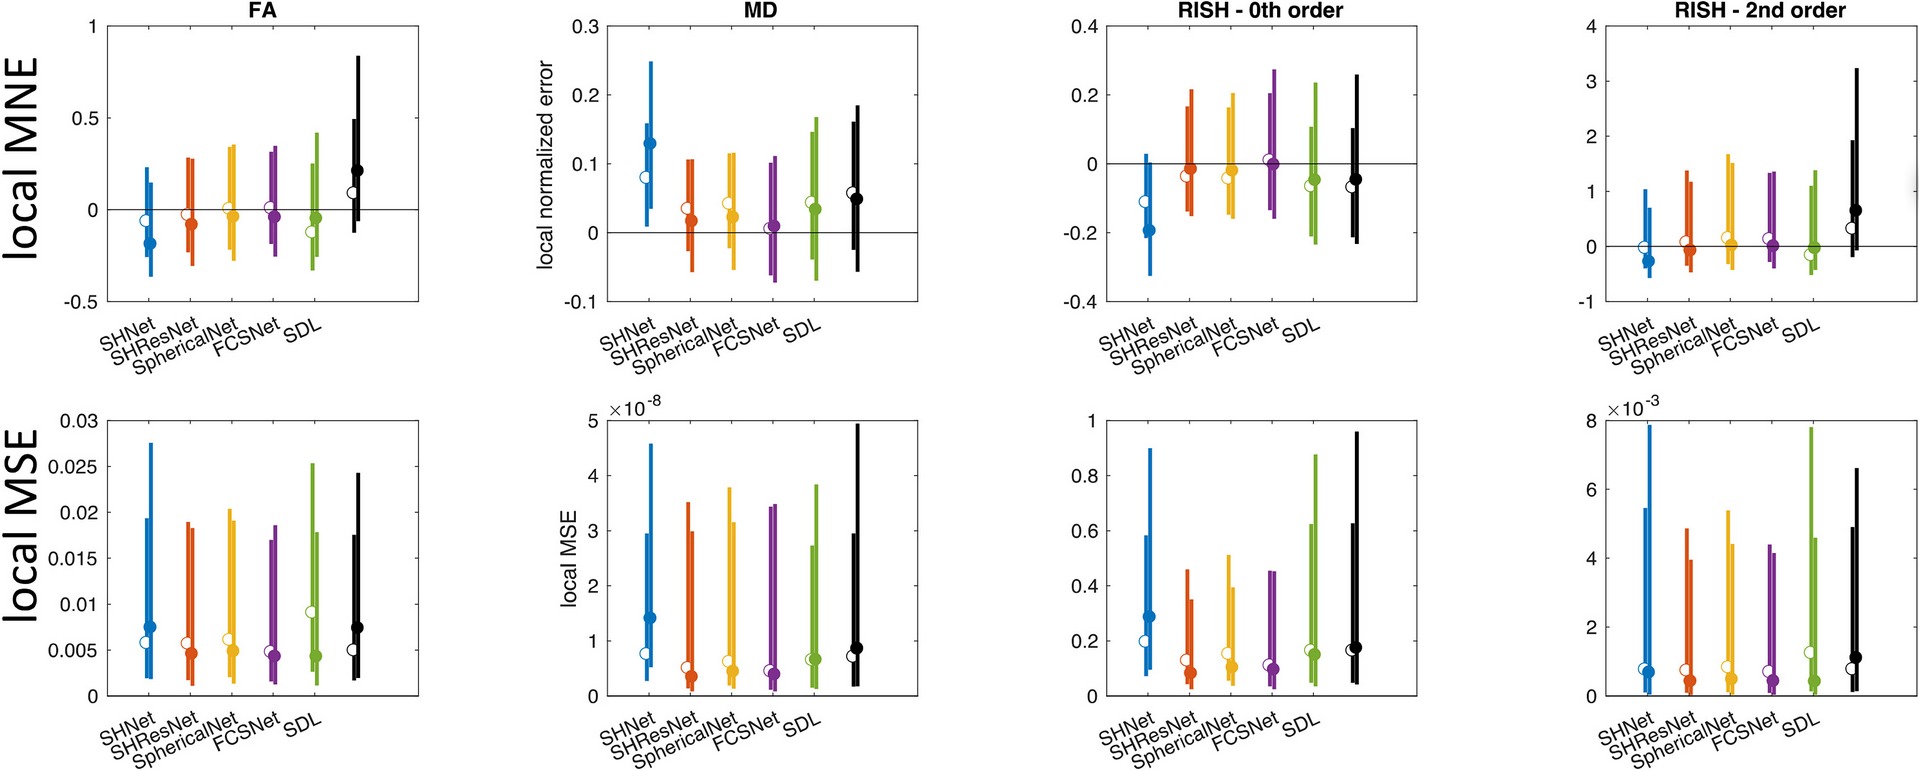 FA
MD
RISH - 0th order
RISH - 2nd order
local MNE
1
0.5
0
-0.5
SHNet
SHResNet
SphericalNet
FCSNet
SDL
local normalized error
0.3
0.2
0.1
0
-0.1
SHNet
SHResNet
SphericalNet
FCSNet
SDL
0.4
0.2
0
-0.2
-0.4
SHNet
SHResNet
SphericalNet
FCSNet
SDL
4
3
2
1
0
-1
SHNet
SHResNet
SphericalNet
FCSNet
SDL
local MSE
0.03
0.025
0.02
0.015
0.01
0.005
0
SHNet
SHResNet
SphericalNet
FCSNet
SDL
local MSE
×10⁻⁸
5
4
3
2
1
0
SHNet
SHResNet
SphericalNet
FCSNet
SDL
1
0.8
0.6
0.4
0.2
0
SHNet
SHResNet
SphericalNet
FCSNet
SDL
×10⁻³
8
6
4
2
0
SHNet
SHResNet
SphericalNet
FCSNet
SDL